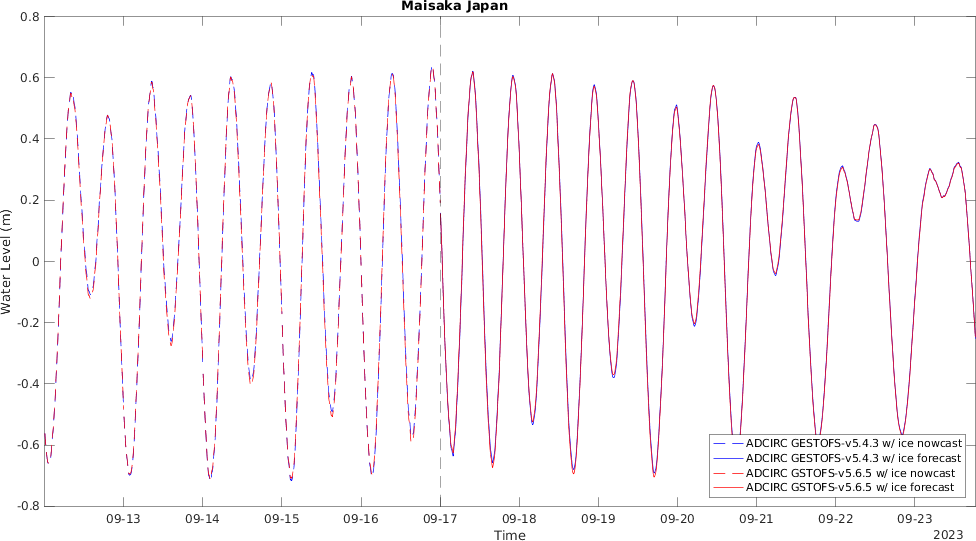 Maisaka Japan
0.8
0.6
0.4
0.2
0
-0.2
-0.4
-0.6
-0.8
Water Level (m)
ADCIRC GESTOFS-v5.4.3 w/ ice nowcast
ADCIRC GESTOFS-v5.4.3 w/ ice forecast
ADCIRC GSTOFS-v5.6.5 w/ ice nowcast
ADCIRC GSTOFS-v5.6.5 w/ ice forecast
09-13 09-14 09-15 09-16 09-17 09-18 09-19 09-20 09-21 09-22 09-23
Time
2023